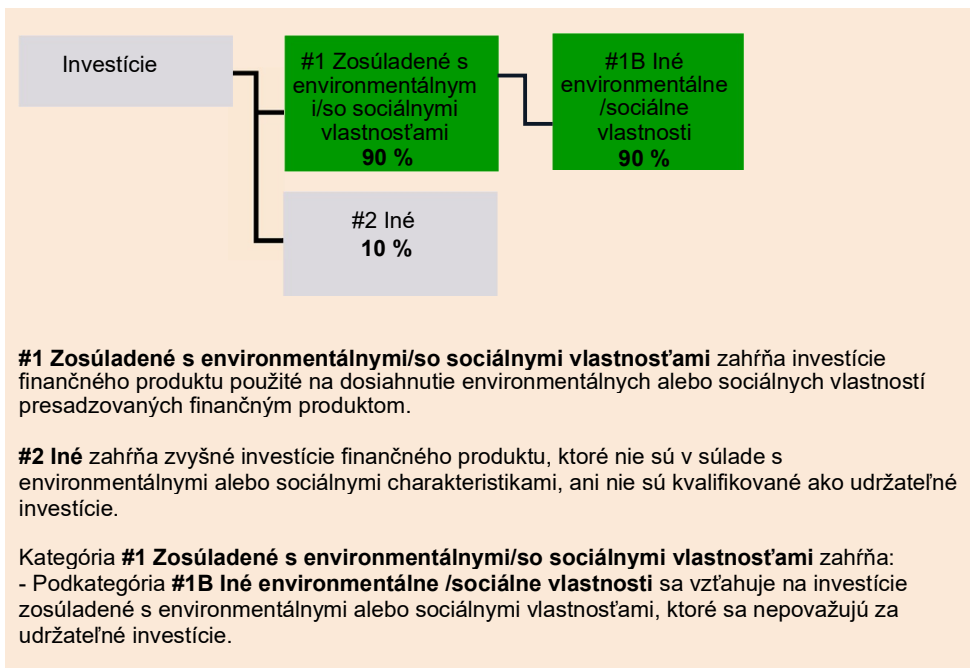 Investície
#1 Zosúladené s
environmentálnym
i/so sociálnymi
vlastnosťami
90 %
#1B Iné
environmentálne
/sociálne
vlastnosti
90 %
#2 Iné
10 %
#1 Zosúladené s environmentálnymi/so sociálnymi vlastnosťami zahŕňa investície
finančného produktu použité na dosiahnutie environmentálnych alebo sociálnych vlastností
presadzovaných finančným produktom.
#2 Iné zahŕňa zvyšné investície finančného produktu, ktoré nie sú v súlade s
environmentálnymi alebo sociálnymi charakteristikami, ani nie sú kvalifikované ako udržateľné
investície.
Kategória #1 Zosúladené s environmentálnymi/so sociálnymi vlastnosťami zahŕňa:
- Podkategória #1B Iné environmentálne /sociálne vlastnosti sa vzťahuje na investície
zosúladené s environmentálnymi alebo sociálnymi vlastnosťami, ktoré sa nepovažujú za
udržateľné investície.